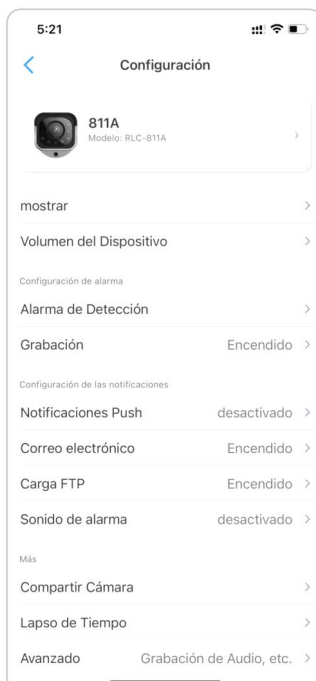 5:21
Configuración
811A
Modelo: RLC-811A
mostrar
Volumen del Dispositivo
Configuración de alarma
Alarma de Detección
Grabación Encendido
Configuración de las notificaciones
Notificaciones Push desactivado
Correo electrónico Encendido
Carga FTP Encendido
Sonido de alarma desactivado
Más
Compartir Cámara
Lapso de Tiempo
Avanzado Grabación de Audio, etc.